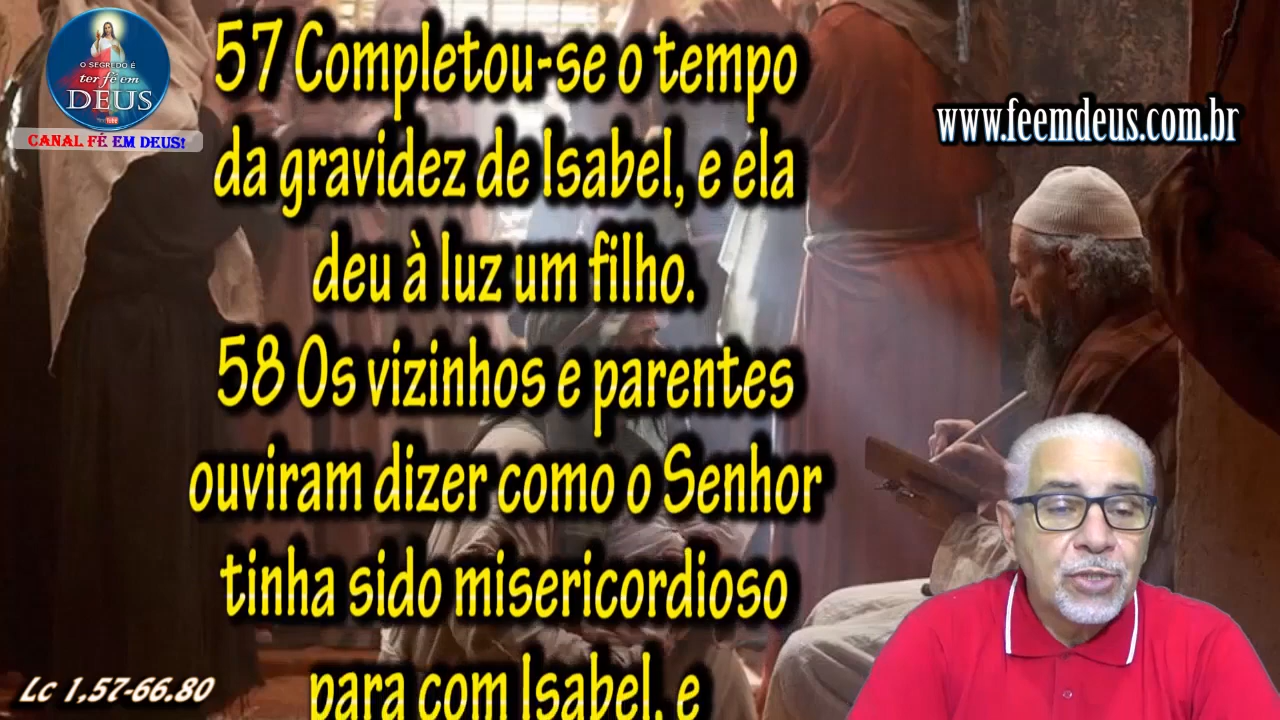 O SEGREDO É
ter fé em
DEUS
CANAL FÉ EM DEUS!
www.feemdeus.com.br
57 Completou-se o tempo
da gravidez de Isabel, e ela
deu à luz um filho.
58 Os vizinhos e parentes
ouviram dizer como o Senhor
tinha sido misericordioso
para com Isabel, e
Lc 1,57-66.80